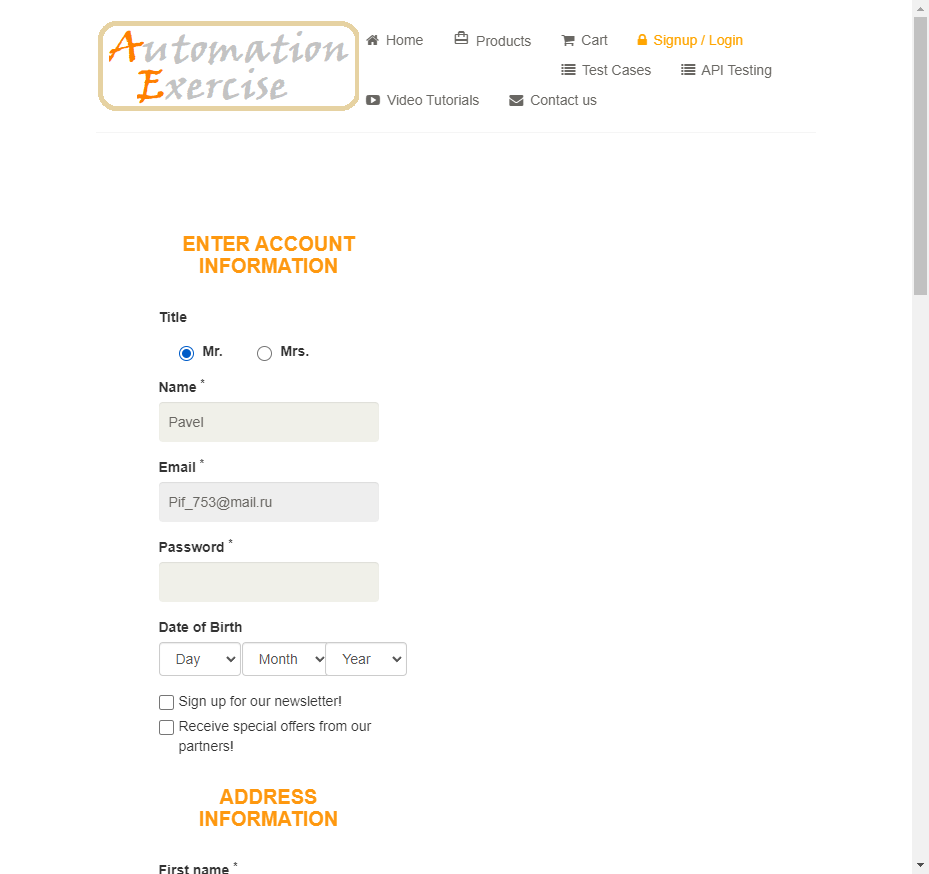 Automation
Exercise
Home Products Cart Signup / Login
Test Cases API Testing
Video Tutorials Contact us
ENTER ACCOUNT
INFORMATION
Title
Mr. Mrs.
Name *
Pavel
Email *
Pif_753@mail.ru
Password *
Date of Birth
Day Month Year
Sign up for our newsletter!
Receive special offers from our
partners!
ADDRESS
INFORMATION
First name *